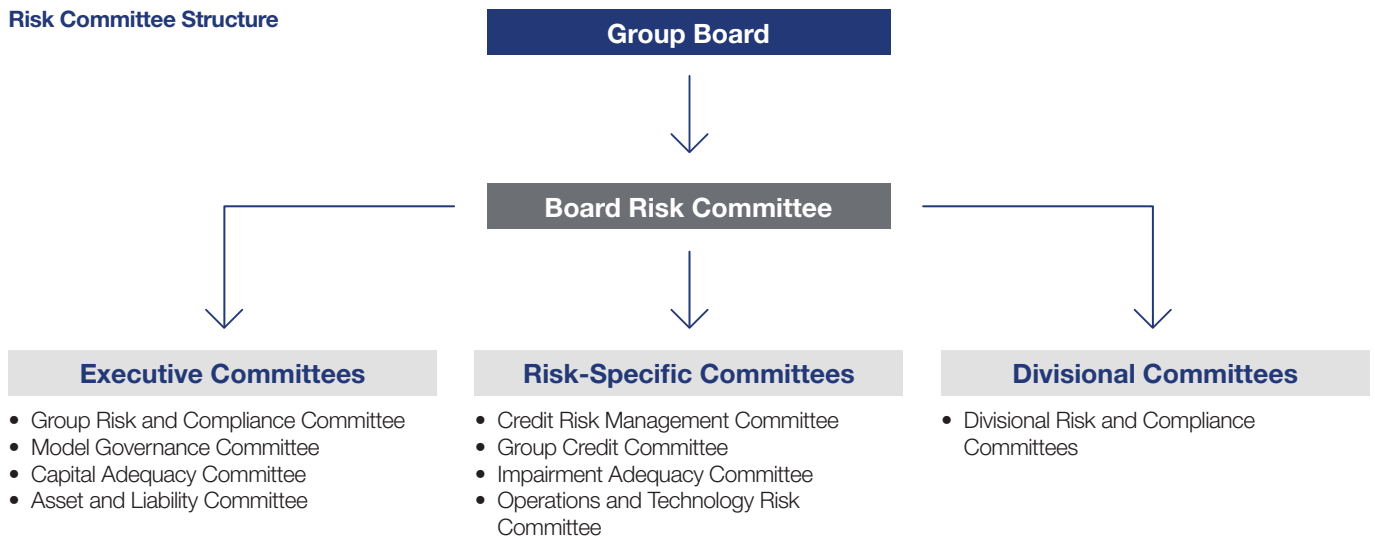 Risk Committee Structure
Group Board
Board Risk Committee
Executive Committees
• Group Risk and Compliance Committee
• Model Governance Committee
• Capital Adequacy Committee
• Asset and Liability Committee
Risk-Specific Committees
• Credit Risk Management Committee
• Group Credit Committee
• Impairment Adequacy Committee
• Operations and Technology Risk
Committee
Divisional Committees
• Divisional Risk and Compliance
Committees